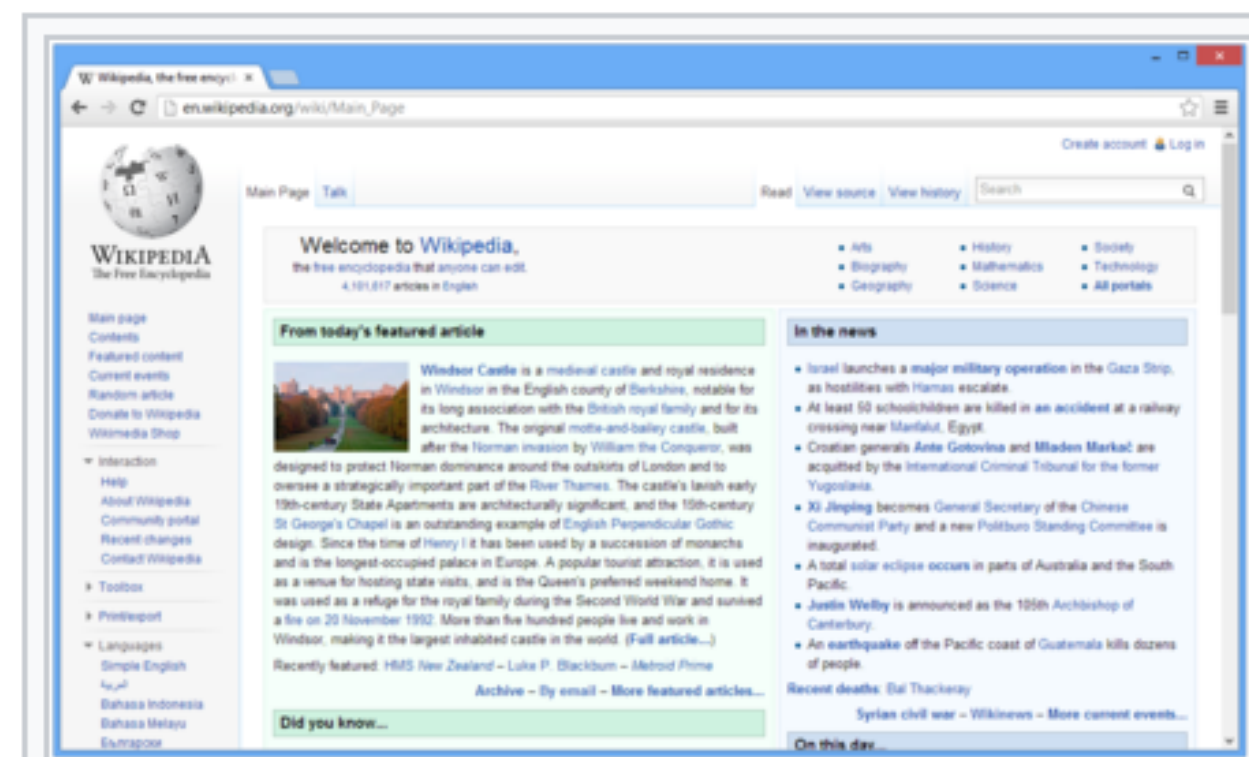 Wikipedia, the free encycl
en.wikipedia.org/wiki/Main_Page
Create account Log in
Main Page Talk
Read View source View history Search
WIKIPEDIA
The Free Encyclopedia
Main page
Contents
Featured content
Current events
Random article
Donate to Wikipedia
Wikimedia Shop
Interaction
Help
About Wikipedia
Community portal
Recent changes
Contact Wikipedia
Toolbox
Print/export
Languages
Simple English
العربية
Bahasa Indonesia
Bahasa Melayu
Български
Welcome to Wikipedia,
the free encyclopedia that anyone can edit.
4,101,617 articles in English
Arts
Biography
Geography
History
Mathematics
Science
Society
Technology
All portals
From today's featured article
Windsor Castle is a medieval castle and royal residence
in Windsor in the English county of Berkshire, notable for
its long association with the British royal family and for its
architecture. The original motte-and-bailey castle, built
after the Norman invasion by William the Conqueror, was
designed to protect Norman dominance around the outskirts of London and to
oversee a strategically important part of the River Thames. The castle's lavish early
19th-century State Apartments are architecturally significant, and the 15th-century
St George's Chapel is an outstanding example of English Perpendicular Gothic
design. Since the time of Henry I it has been used by a succession of monarchs
and is the longest-occupied palace in Europe. A popular tourist attraction, it is used
as a venue for hosting state visits, and is the Queen's preferred weekend home. It
was used as a refuge for the royal family during the Second World War and survived
a fire on 20 November 1992. More than five hundred people live and work in
Windsor, making it the largest inhabited castle in the world. (Full article...)
Recently featured: HMS New Zealand – Luke P. Blackburn – Metroid Prime
Archive – By email – More featured articles...
Did you know...
In the news
Israel launches a major military operation in the Gaza Strip,
as hostilities with Hamas escalate.
At least 50 schoolchildren are killed in an accident at a railway
crossing near Manfalut, Egypt.
Croatian generals Ante Gotovina and Mladen Markač are
acquitted by the International Criminal Tribunal for the former
Yugoslavia.
Xi Jinping becomes General Secretary of the Chinese
Communist Party and a new Politburo Standing Committee is
inaugurated.
A total solar eclipse occurs in parts of Australia and the South
Pacific.
Justin Welby is announced as the 105th Archbishop of
Canterbury.
An earthquake off the Pacific coast of Guatemala kills dozens
of people.
Recent deaths: Bal Thackeray
Syrian civil war – Wikinews – More current events...
On this day...